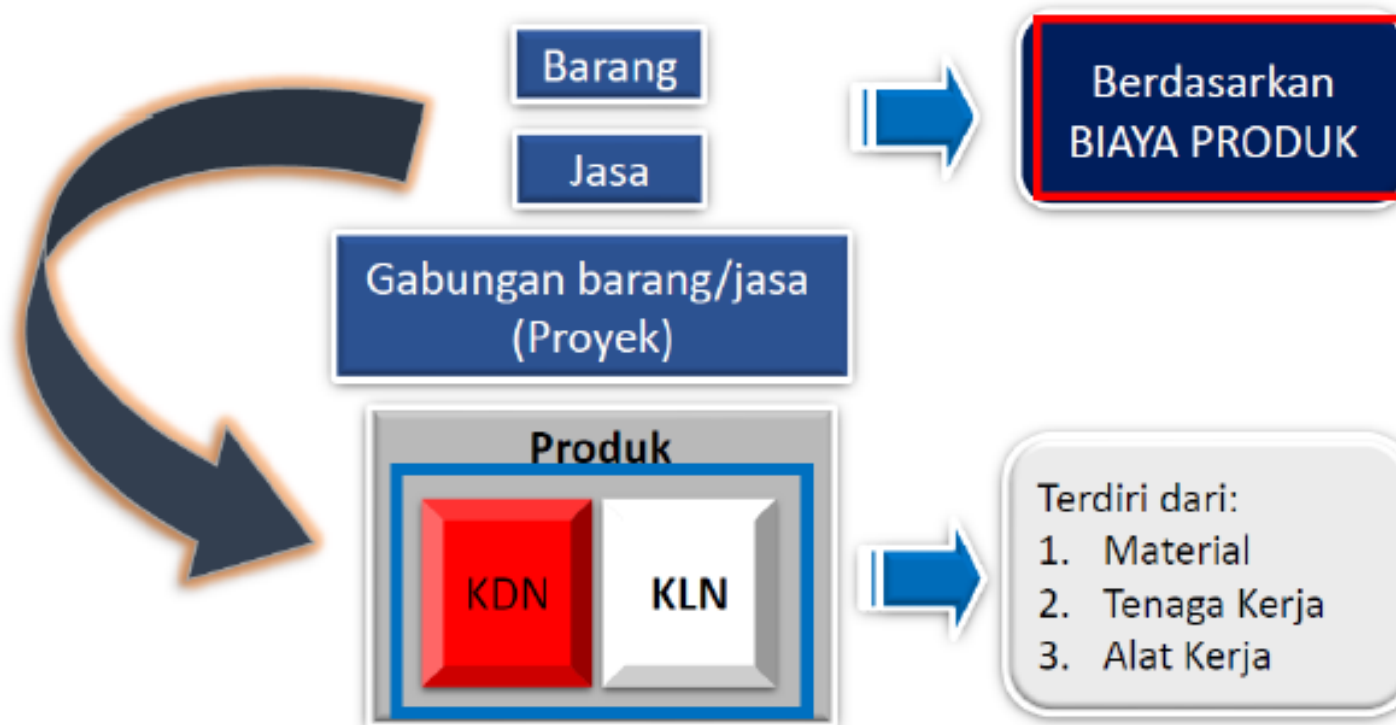 Barang
Jasa
Gabungan barang/jasa
(Proyek)
Berdasarkan
BIAYA PRODUK
Produk
KDN
KLN
Terdiri dari:
1. Material
2. Tenaga Kerja
3. Alat Kerja